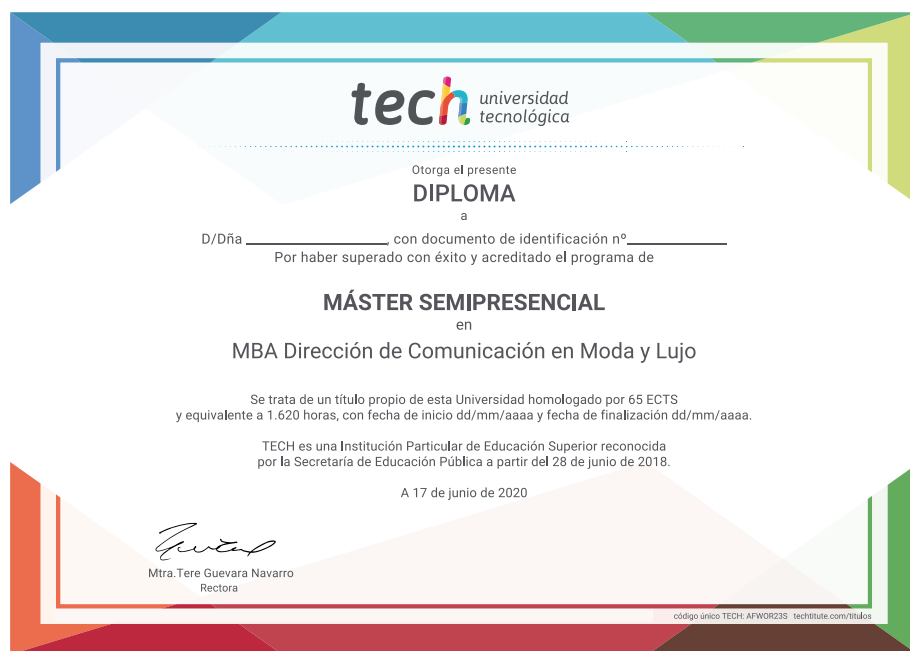 tech universidad
tecnológica
Otorga el presente
DIPLOMA
a
D/Dña ____________________, con documento de identificación nº______________
Por haber superado con éxito y acreditado el programa de
MÁSTER SEMIPRESENCIAL
en
MBA Dirección de Comunicación en Moda y Lujo
Se trata de un título propio de esta Universidad homologado por 65 ECTS
y equivalente a 1.620 horas, con fecha de inicio dd/mm/aaaa y fecha de finalización dd/mm/aaaa.
TECH es una Institución Particular de Educación Superior reconocida
por la Secretaría de Educación Pública a partir del 28 de junio de 2018.
A 17 de junio de 2020
Mtra.Tere Guevara Navarro
Rectora
código único TECH: AFWOR23S techtitute.com/titulos